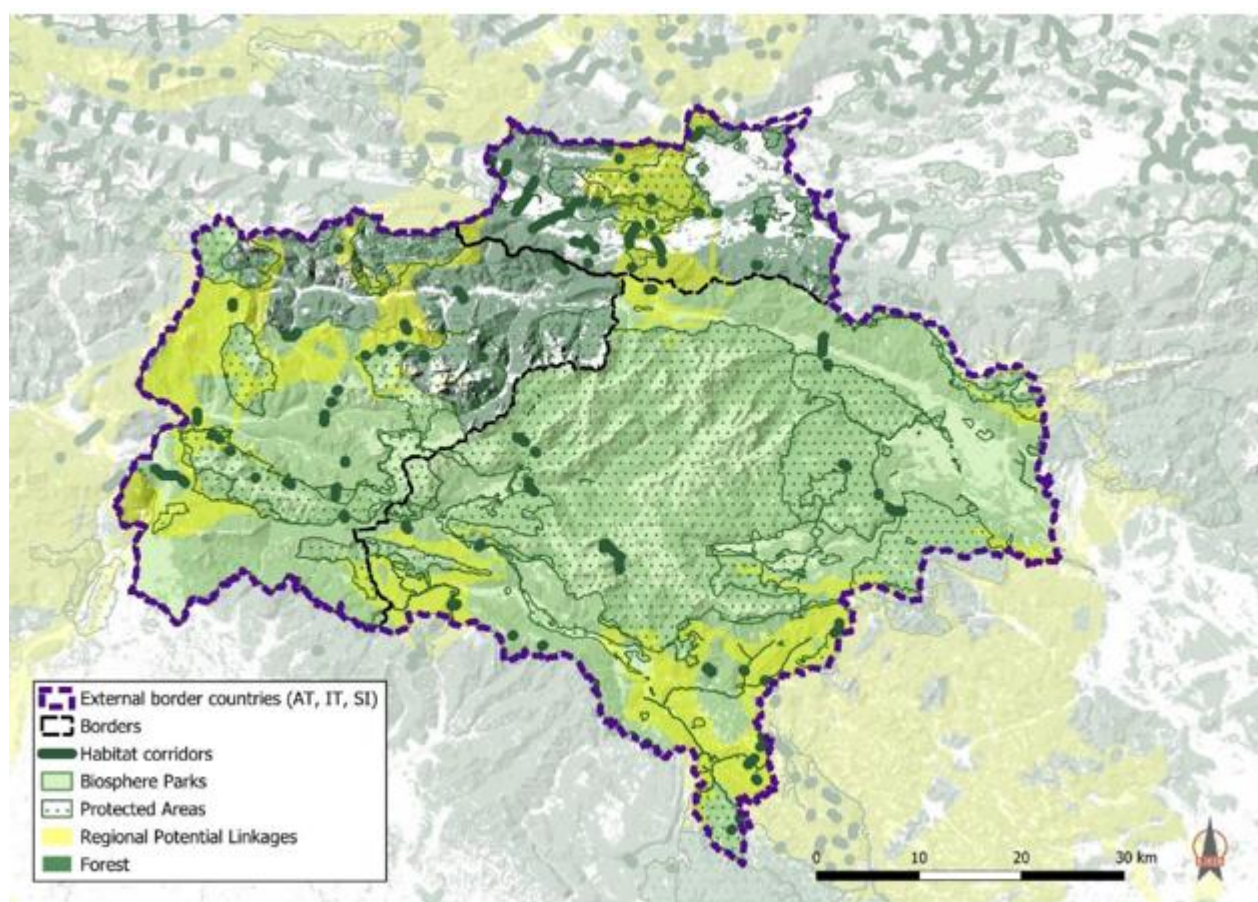 External border countries (AT, IT, SI)
Borders
Habitat corridors
Biosphere Parks
Protected Areas
Regional Potential Linkages
Forest
0 10 20 30 km